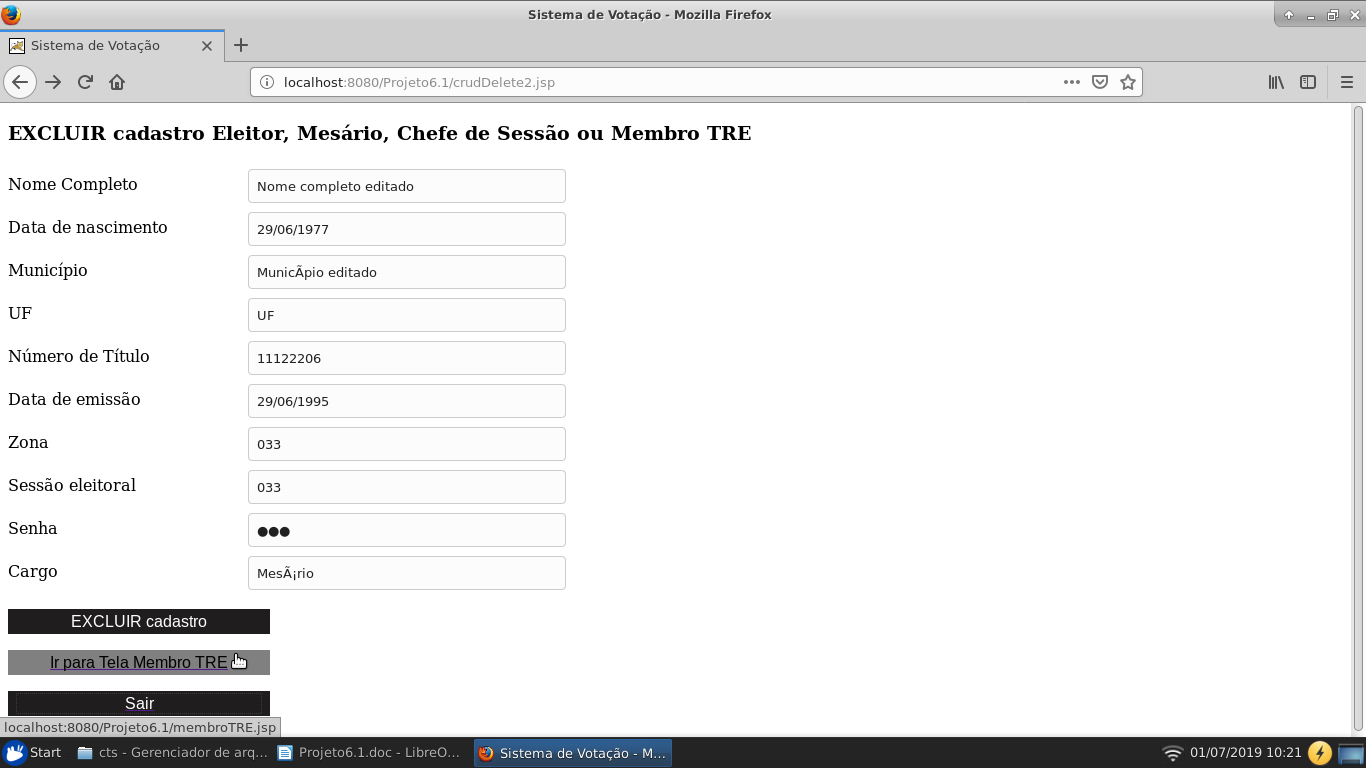 Sistema de Votação - Mozilla Firefox
Sistema de Votação
localhost:8080/Projeto6.1/crudDelete2.jsp
EXCLUIR cadastro Eleitor, Mesário, Chefe de Sessão ou Membro TRE
Nome Completo Nome completo editado
Data de nascimento 29/06/1977
Município MunicÃpio editado
UF UF
Número de Título 11122206
Data de emissão 29/06/1995
Zona 033
Sessão eleitoral 033
Senha ●●●
Cargo MesÃ¡rio
EXCLUIR cadastro
Ir para Tela Membro TRE
Sair
localhost:8080/Projeto6.1/membroTRE.jsp
Start cts - Gerenciador de arq... Projeto6.1.doc - LibreO... Sistema de Votação - M... 01/07/2019 10:21